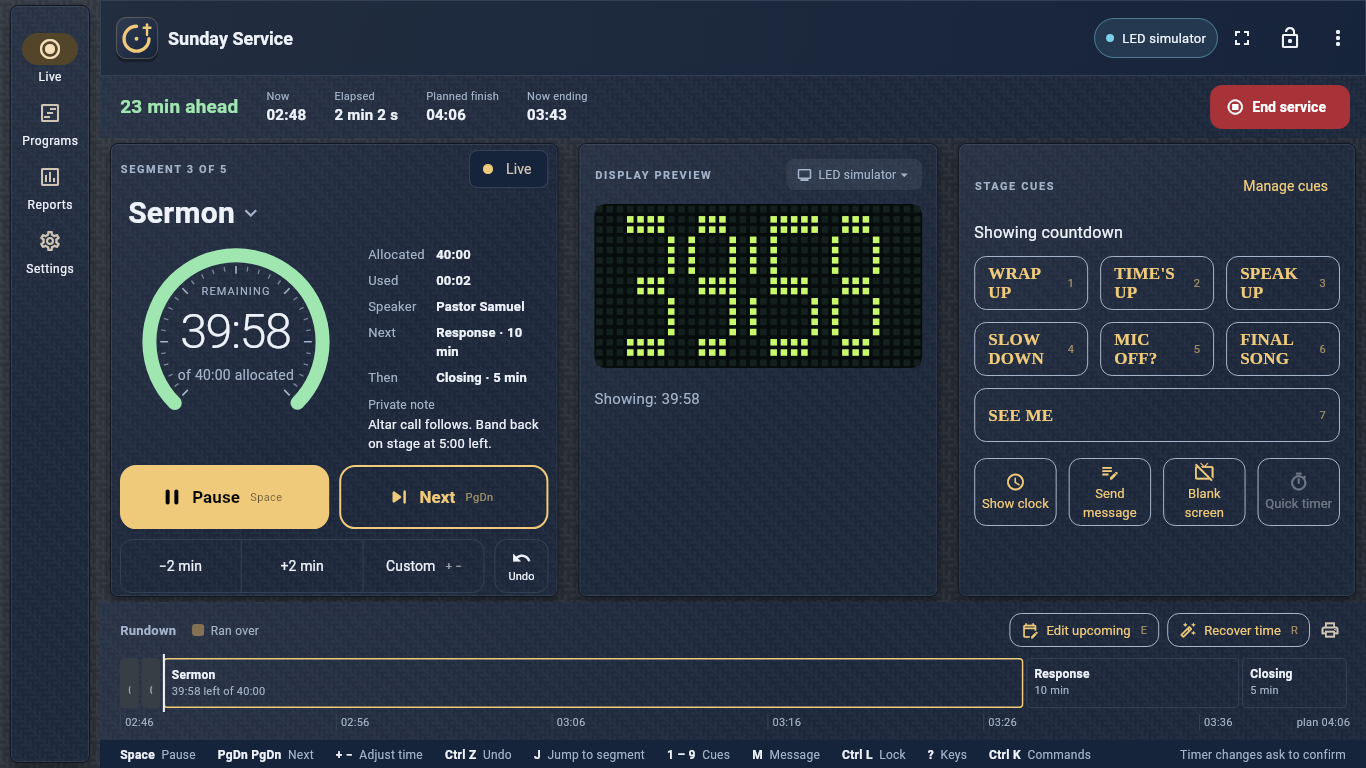 Sunday Service
LED simulator
Live
Programs
Reports
Settings
23 min ahead
Now
02:48
Elapsed
2 min 2 s
Planned finish
04:06
Now ending
03:43
End service
SEGMENT 3 OF 5
Live
Sermon
REMAINING
39:58
of 40:00 allocated
Allocated 40:00
Used 00:02
Speaker Pastor Samuel
Next Response · 10
min
Then Closing · 5 min
Private note
Altar call follows. Band back
on stage at 5:00 left.
Pause Space
Next PgDn
−2 min
+2 min
Custom + −
Undo
DISPLAY PREVIEW
LED simulator
39:58
Showing: 39:58
STAGE CUES
Manage cues
Showing countdown
WRAP
UP 1
TIME'S
UP 2
SPEAK
UP 3
SLOW
DOWN 4
MIC
OFF? 5
FINAL
SONG 6
SEE ME 7
Show clock
Send
message
Blank
screen
Quick timer
Rundown
Ran over
Edit upcoming E
Recover time R
Sermon
39:58 left of 40:00
Response
10 min
Closing
5 min
02:46 02:56 03:06 03:16 03:26 03:36 plan 04:06
Space Pause PgDn PgDn Next + − Adjust time Ctrl Z Undo J Jump to segment 1 – 9 Cues M Message Ctrl L Lock ? Keys Ctrl K Commands Timer changes ask to confirm